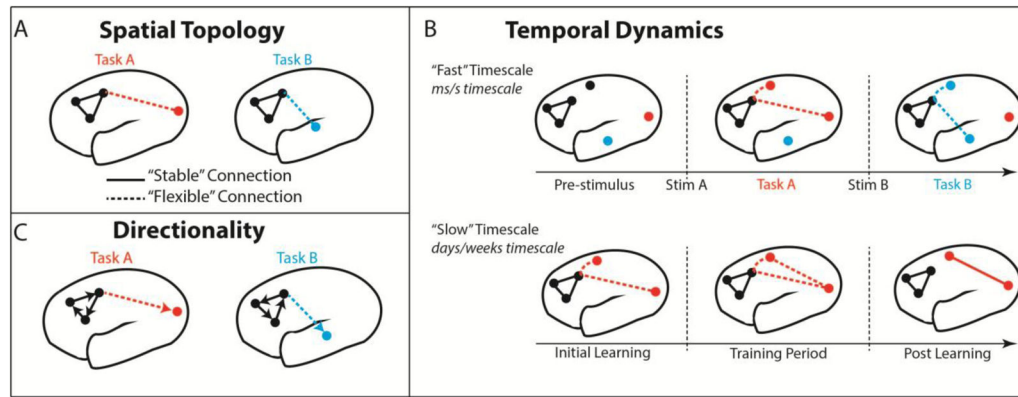 A
Spatial Topology
Task A
Task B
"Stable" Connection
"Flexible" Connection
C
Directionality
Task A
Task B
B
Temporal Dynamics
"Fast" Timescale
ms/s timescale
Pre-stimulus
Stim A
Task A
Stim B
Task B
"Slow" Timescale
days/weeks timescale
Initial Learning
Training Period
Post Learning